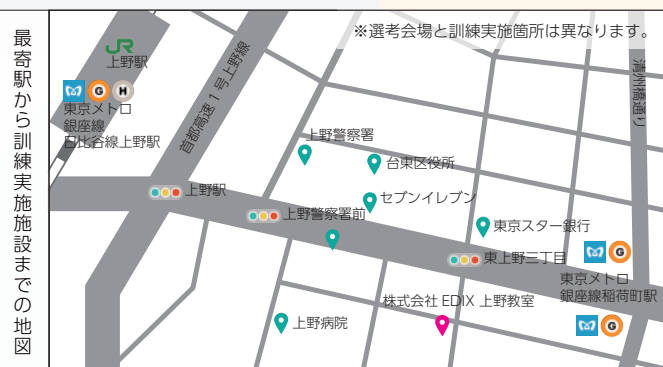 最寄駅から訓練実施施設までの地図
※選考会場と訓練実施箇所は異なります。
JR
上野駅
G H
東京メトロ
銀座線
日比谷線上野駅
首都高速1号上野線
清州橋通り
上野警察署
台東区役所
セブンイレブン
上野駅
上野警察署前
東京スター銀行
東上野三丁目
G
東京メトロ
銀座線稲荷町駅
G
株式会社 EDIX 上野教室
上野病院